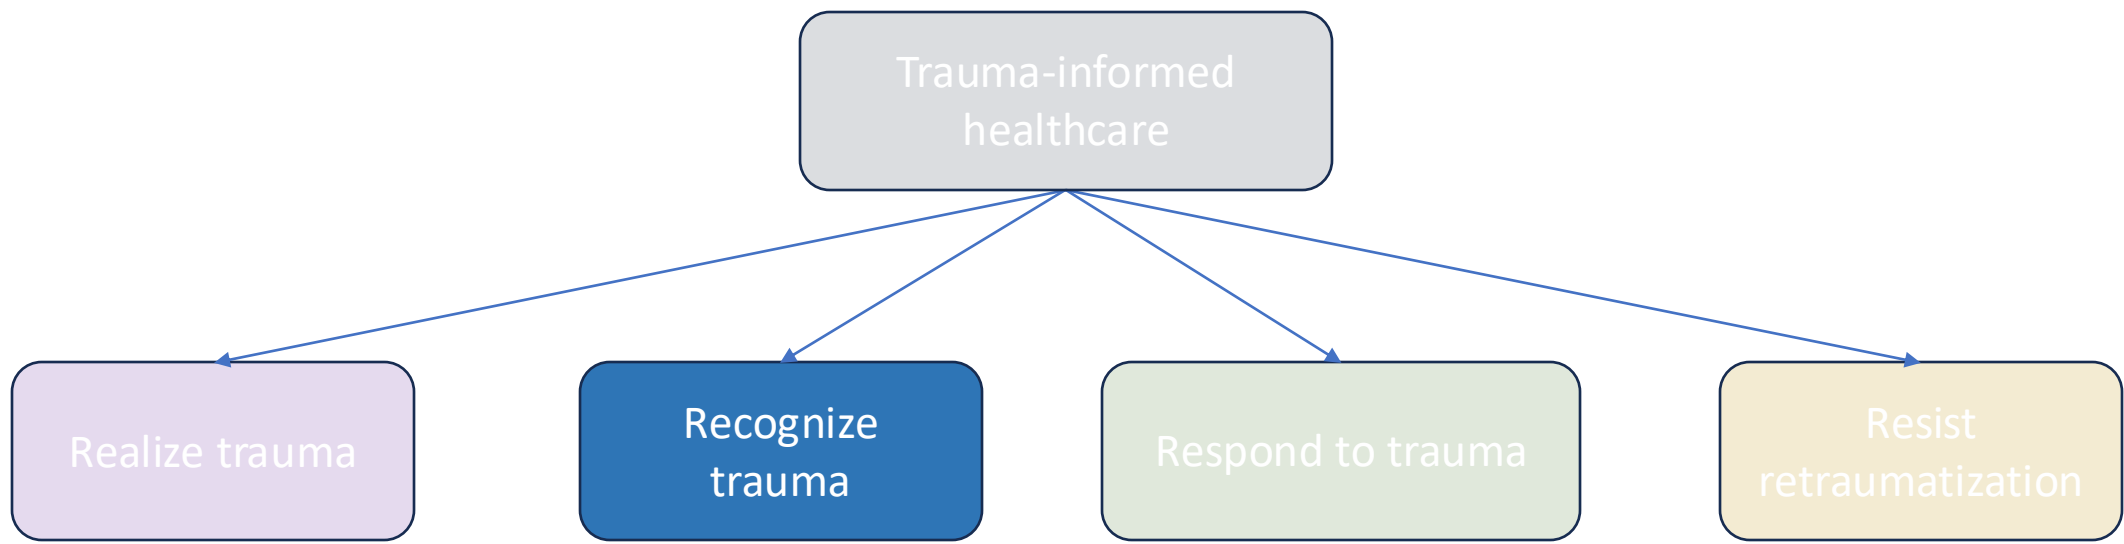 Trauma-informed
healthcare
Realize trauma
Recognize
trauma
Respond to trauma
Resist
retraumatization